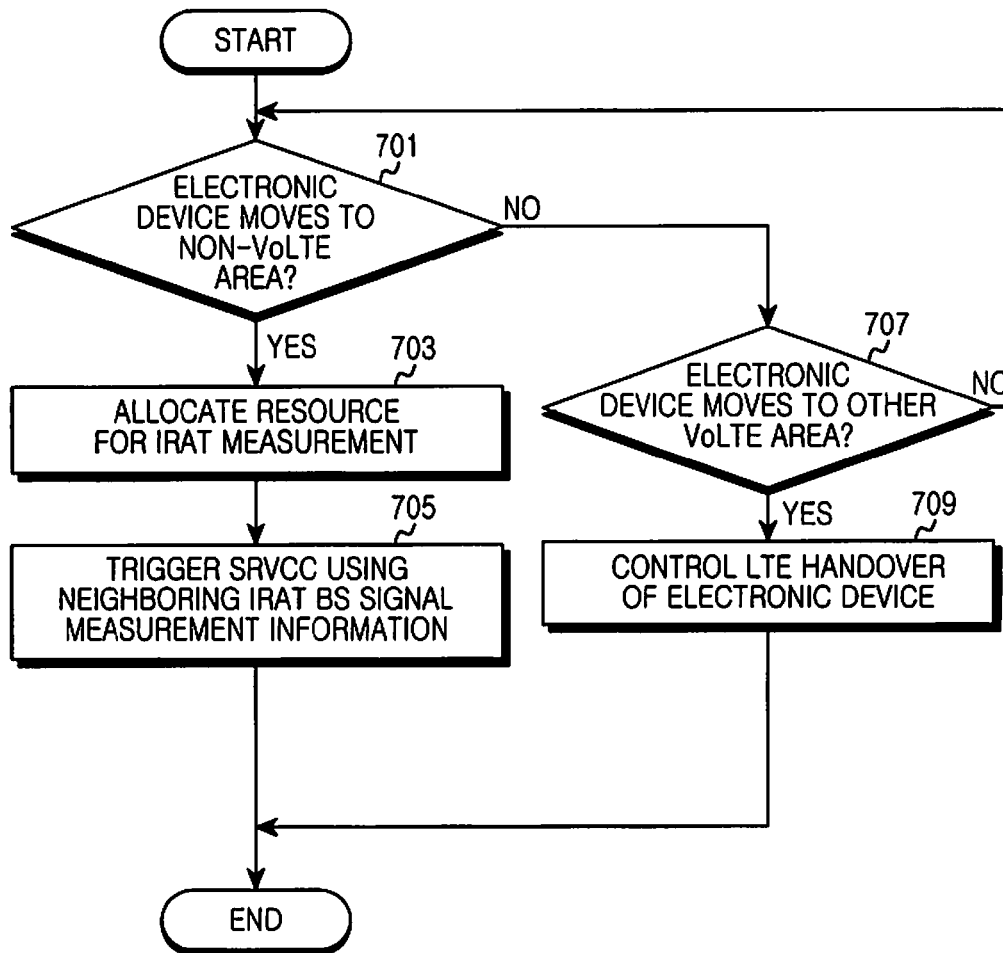 START
701
ELECTRONIC
DEVICE MOVES TO
NON-VoLTE
AREA?
NO
YES
703
ALLOCATE RESOURCE
FOR IRAT MEASUREMENT
705
TRIGGER SRVCC USING
NEIGHBORING IRAT BS SIGNAL
MEASUREMENT INFORMATION
707
ELECTRONIC
DEVICE MOVES TO OTHER
VoLTE AREA?
NO
YES
709
CONTROL LTE HANDOVER
OF ELECTRONIC DEVICE
END